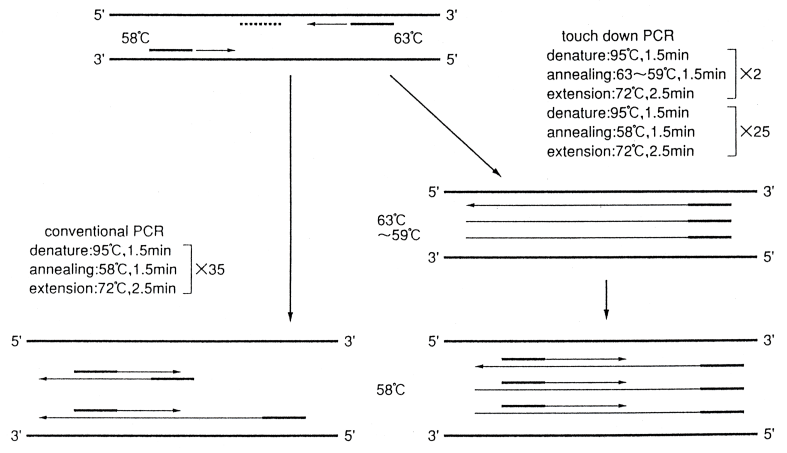 5' 3'
58℃ 63℃
3' 5'
touch down PCR
denature:95℃,1.5min
annealing:63～59℃,1.5min ×2
extension:72℃,2.5min
denature:95℃,1.5min
annealing:58℃,1.5min ×25
extension:72℃,2.5min
5' 3'
63℃
～59℃
3' 5'
conventional PCR
denature:95℃,1.5min
annealing:58℃,1.5min ×35
extension:72℃,2.5min
5' 3'
3' 5'
5' 3'
58℃
3' 5'